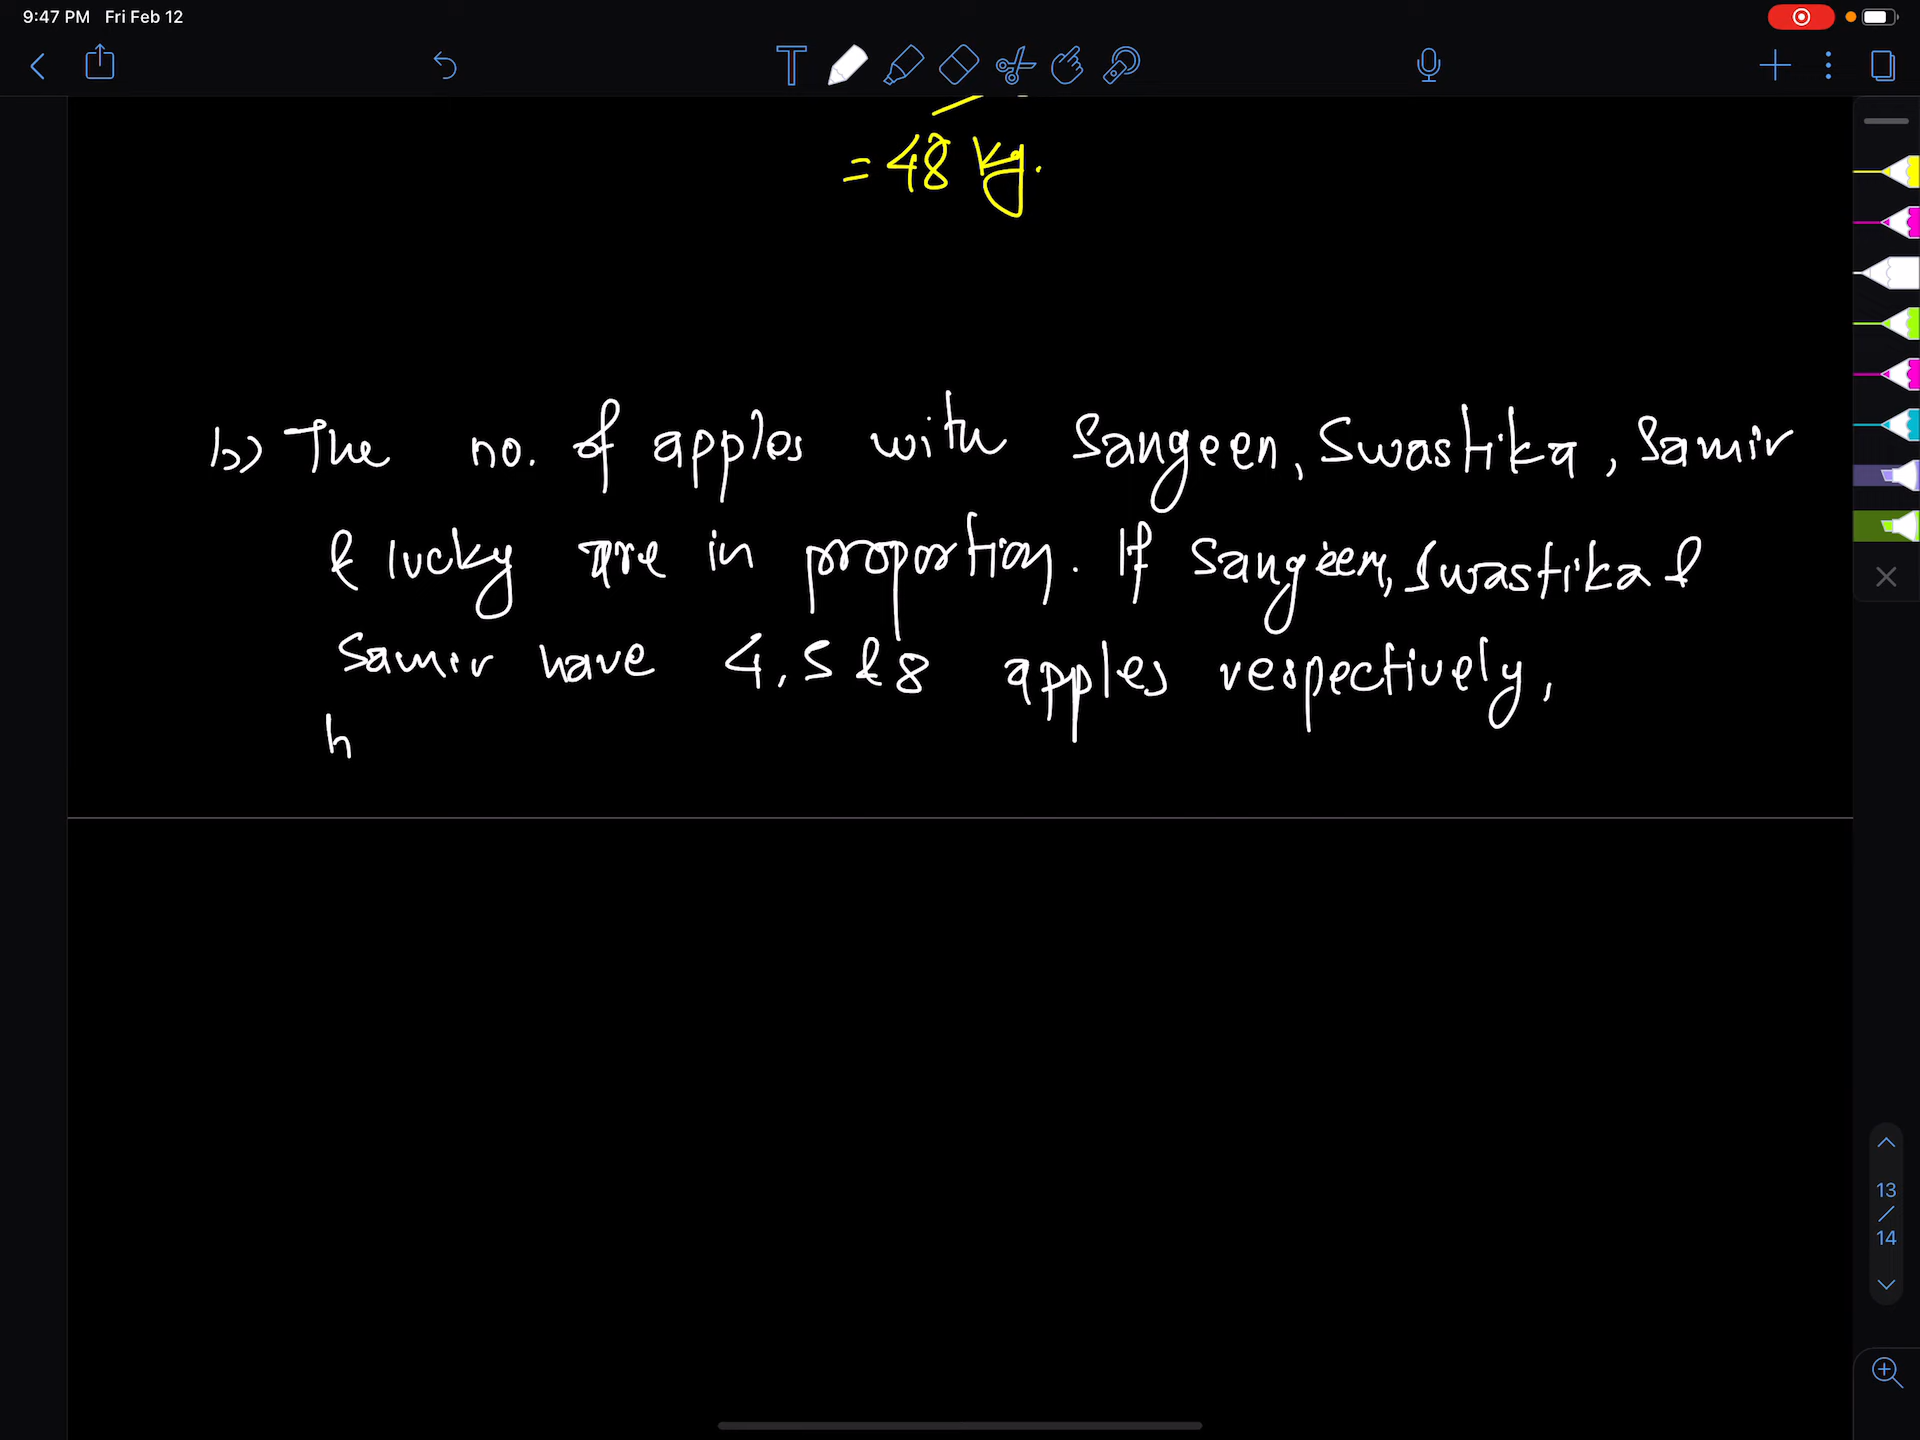 9:47 PM Fri Feb 12
= 48 kg.
b) The no. of apples with Sangeen, Swastika, Samir
& lucky are in proportion. If Sangeen, Swastika &
Samir have 4, 5 & 8 apples respectively,
h
13
/
14